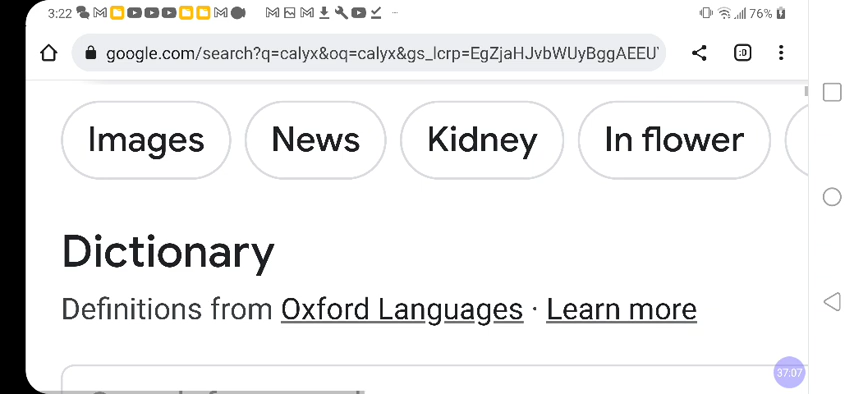 3:22 76%
google.com/search?q=calyx&oq=calyx&gs_lcrp=EgZjaHJvbWUyBggAEEU
:D
Images News Kidney In flower
Dictionary
Definitions from Oxford Languages · Learn more
37:07